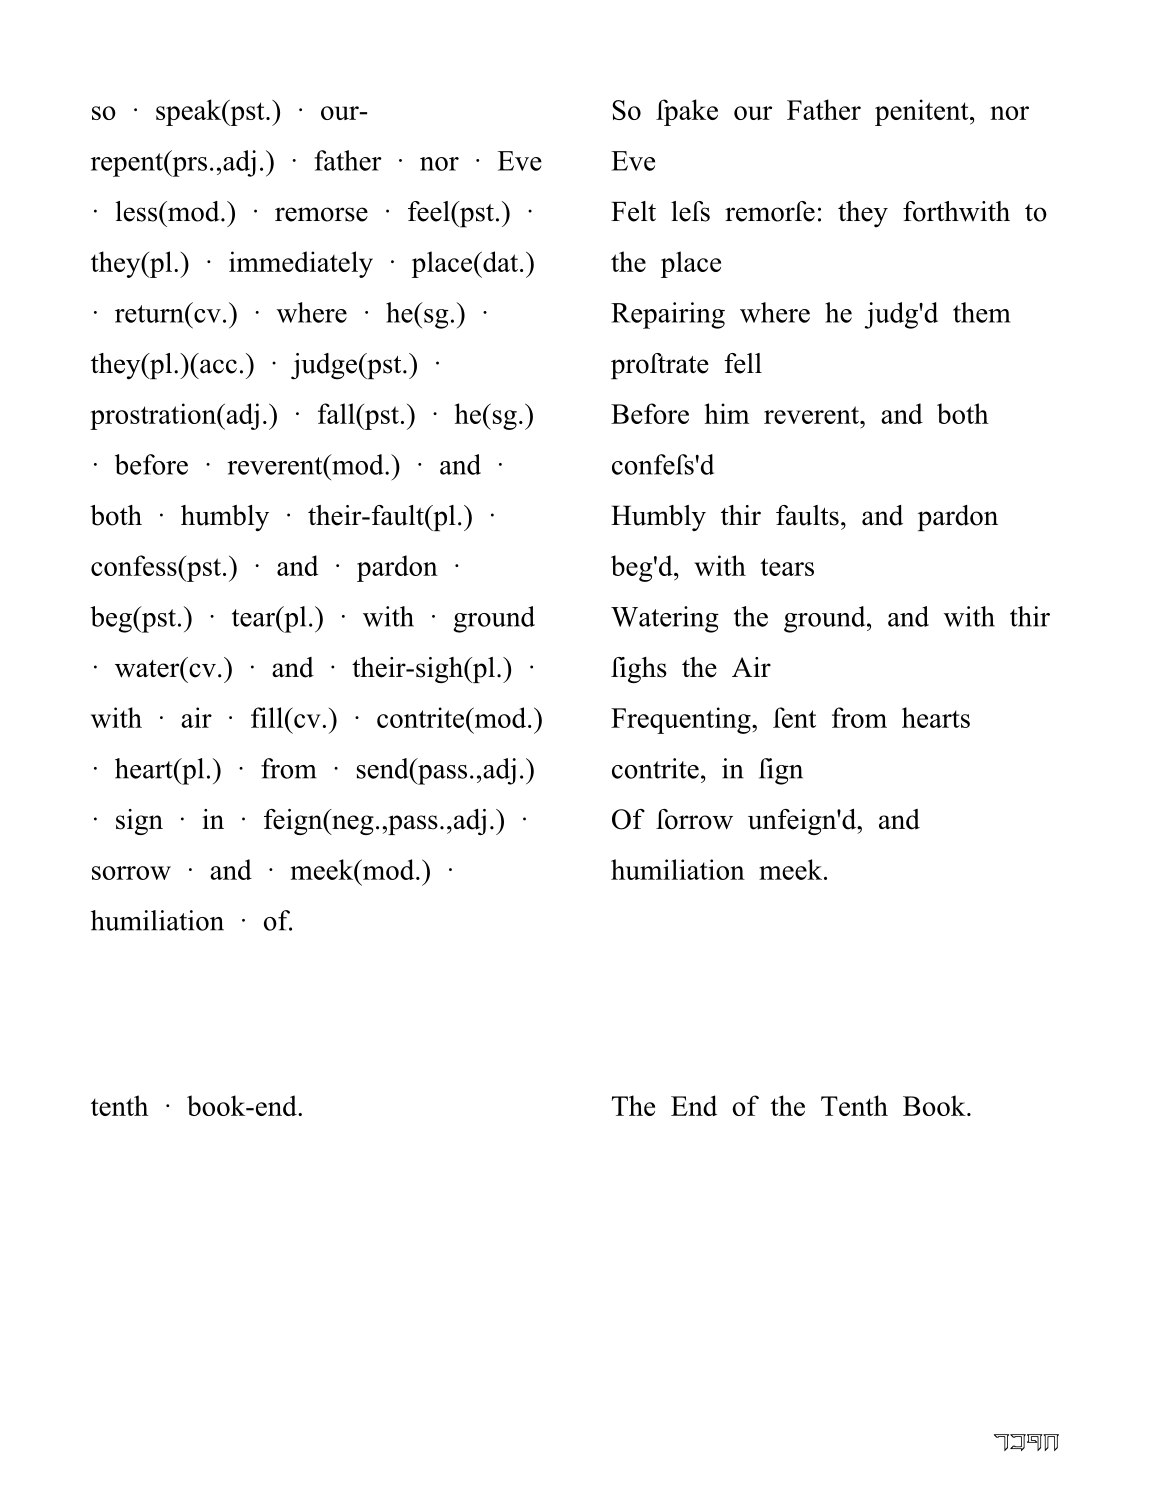 so · speak(pst.) · our-
repent(prs.,adj.) · father · nor · Eve
· less(mod.) · remorse · feel(pst.) ·
they(pl.) · immediately · place(dat.)
· return(cv.) · where · he(sg.) ·
they(pl.)(acc.) · judge(pst.) ·
prostration(adj.) · fall(pst.) · he(sg.)
· before · reverent(mod.) · and ·
both · humbly · their-fault(pl.) ·
confess(pst.) · and · pardon ·
beg(pst.) · tear(pl.) · with · ground
· water(cv.) · and · their-sigh(pl.) ·
with · air · fill(cv.) · contrite(mod.)
· heart(pl.) · from · send(pass.,adj.)
· sign · in · feign(neg.,pass.,adj.) ·
sorrow · and · meek(mod.) ·
humiliation · of.
tenth · book-end.
So ſpake our Father penitent, nor
Eve
Felt leſs remorſe: they forthwith to
the place
Repairing where he judg'd them
proſtrate fell
Before him reverent, and both
confeſs'd
Humbly thir faults, and pardon
beg'd, with tears
Watering the ground, and with thir
ſighs the Air
Frequenting, ſent from hearts
contrite, in ſign
Of ſorrow unfeign'd, and
humiliation meek.
The End of the Tenth Book.